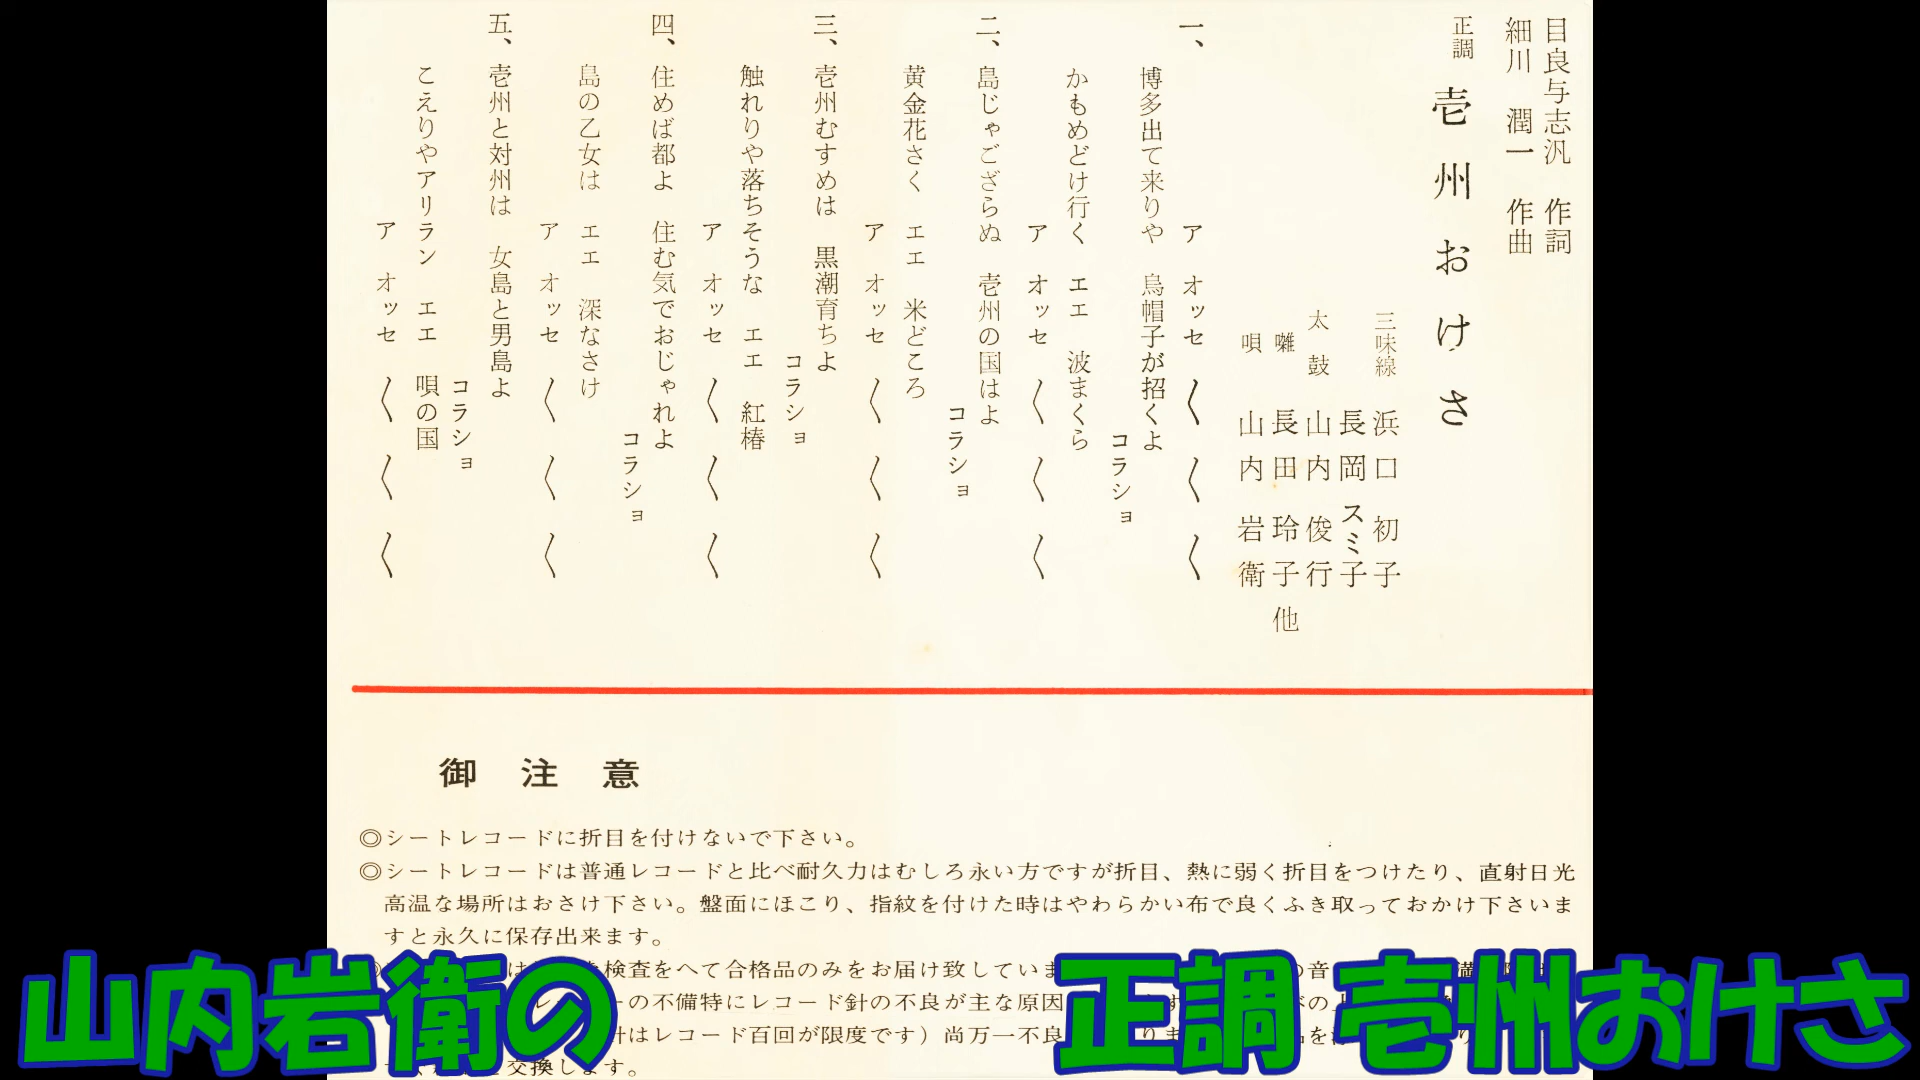 目良与志汎 作詞
細川 潤一 作曲
正調 壱州おけさ
三味線 浜口 初子
長岡 スミ子
太鼓 山内 俊行
囃 長田 玲子 他
唄 山内 岩衛
一、 ア オッセ 〱 〱 〱
博多出て来りや 烏帽子が招くよ
コラショ
かもめどけ行く エエ 波まくら
ア オッセ 〱 〱 〱
二、島じゃござらぬ 壱州の国はよ
コラショ
黄金花さく エエ 米どころ
ア オッセ 〱 〱 〱
三、壱州むすめは 黒潮育ちよ
コラショ
触れりや落ちそうな エエ 紅椿
ア オッセ 〱 〱 〱
四、住めば都よ 住む気でおじゃれよ
コラショ
島の乙女は エエ 深なさけ
ア オッセ 〱 〱 〱
五、壱州と対州は 女島と男島よ
コラショ
こえりやアリラン エエ 唄の国
ア オッセ 〱 〱 〱
御注意
◎シートレコードに折目を付けないで下さい。
◎シートレコードは普通レコードと比べ耐久力はむしろ永い方ですが折目、熱に弱く折目をつけたり、直射日光
高温な場所はおさけ下さい。盤面にほこり、指紋を付けた時はやわらかい布で良くふき取っておかけ下さいま
すと永久に保存出来ます。
検査をへて合格品のみをお届け致していま
の不備特にレコード針の不良が主な原因
針はレコード百回が限度です）尚万一不良
交換します。
山内岩衛の
正調 壱州おけさ